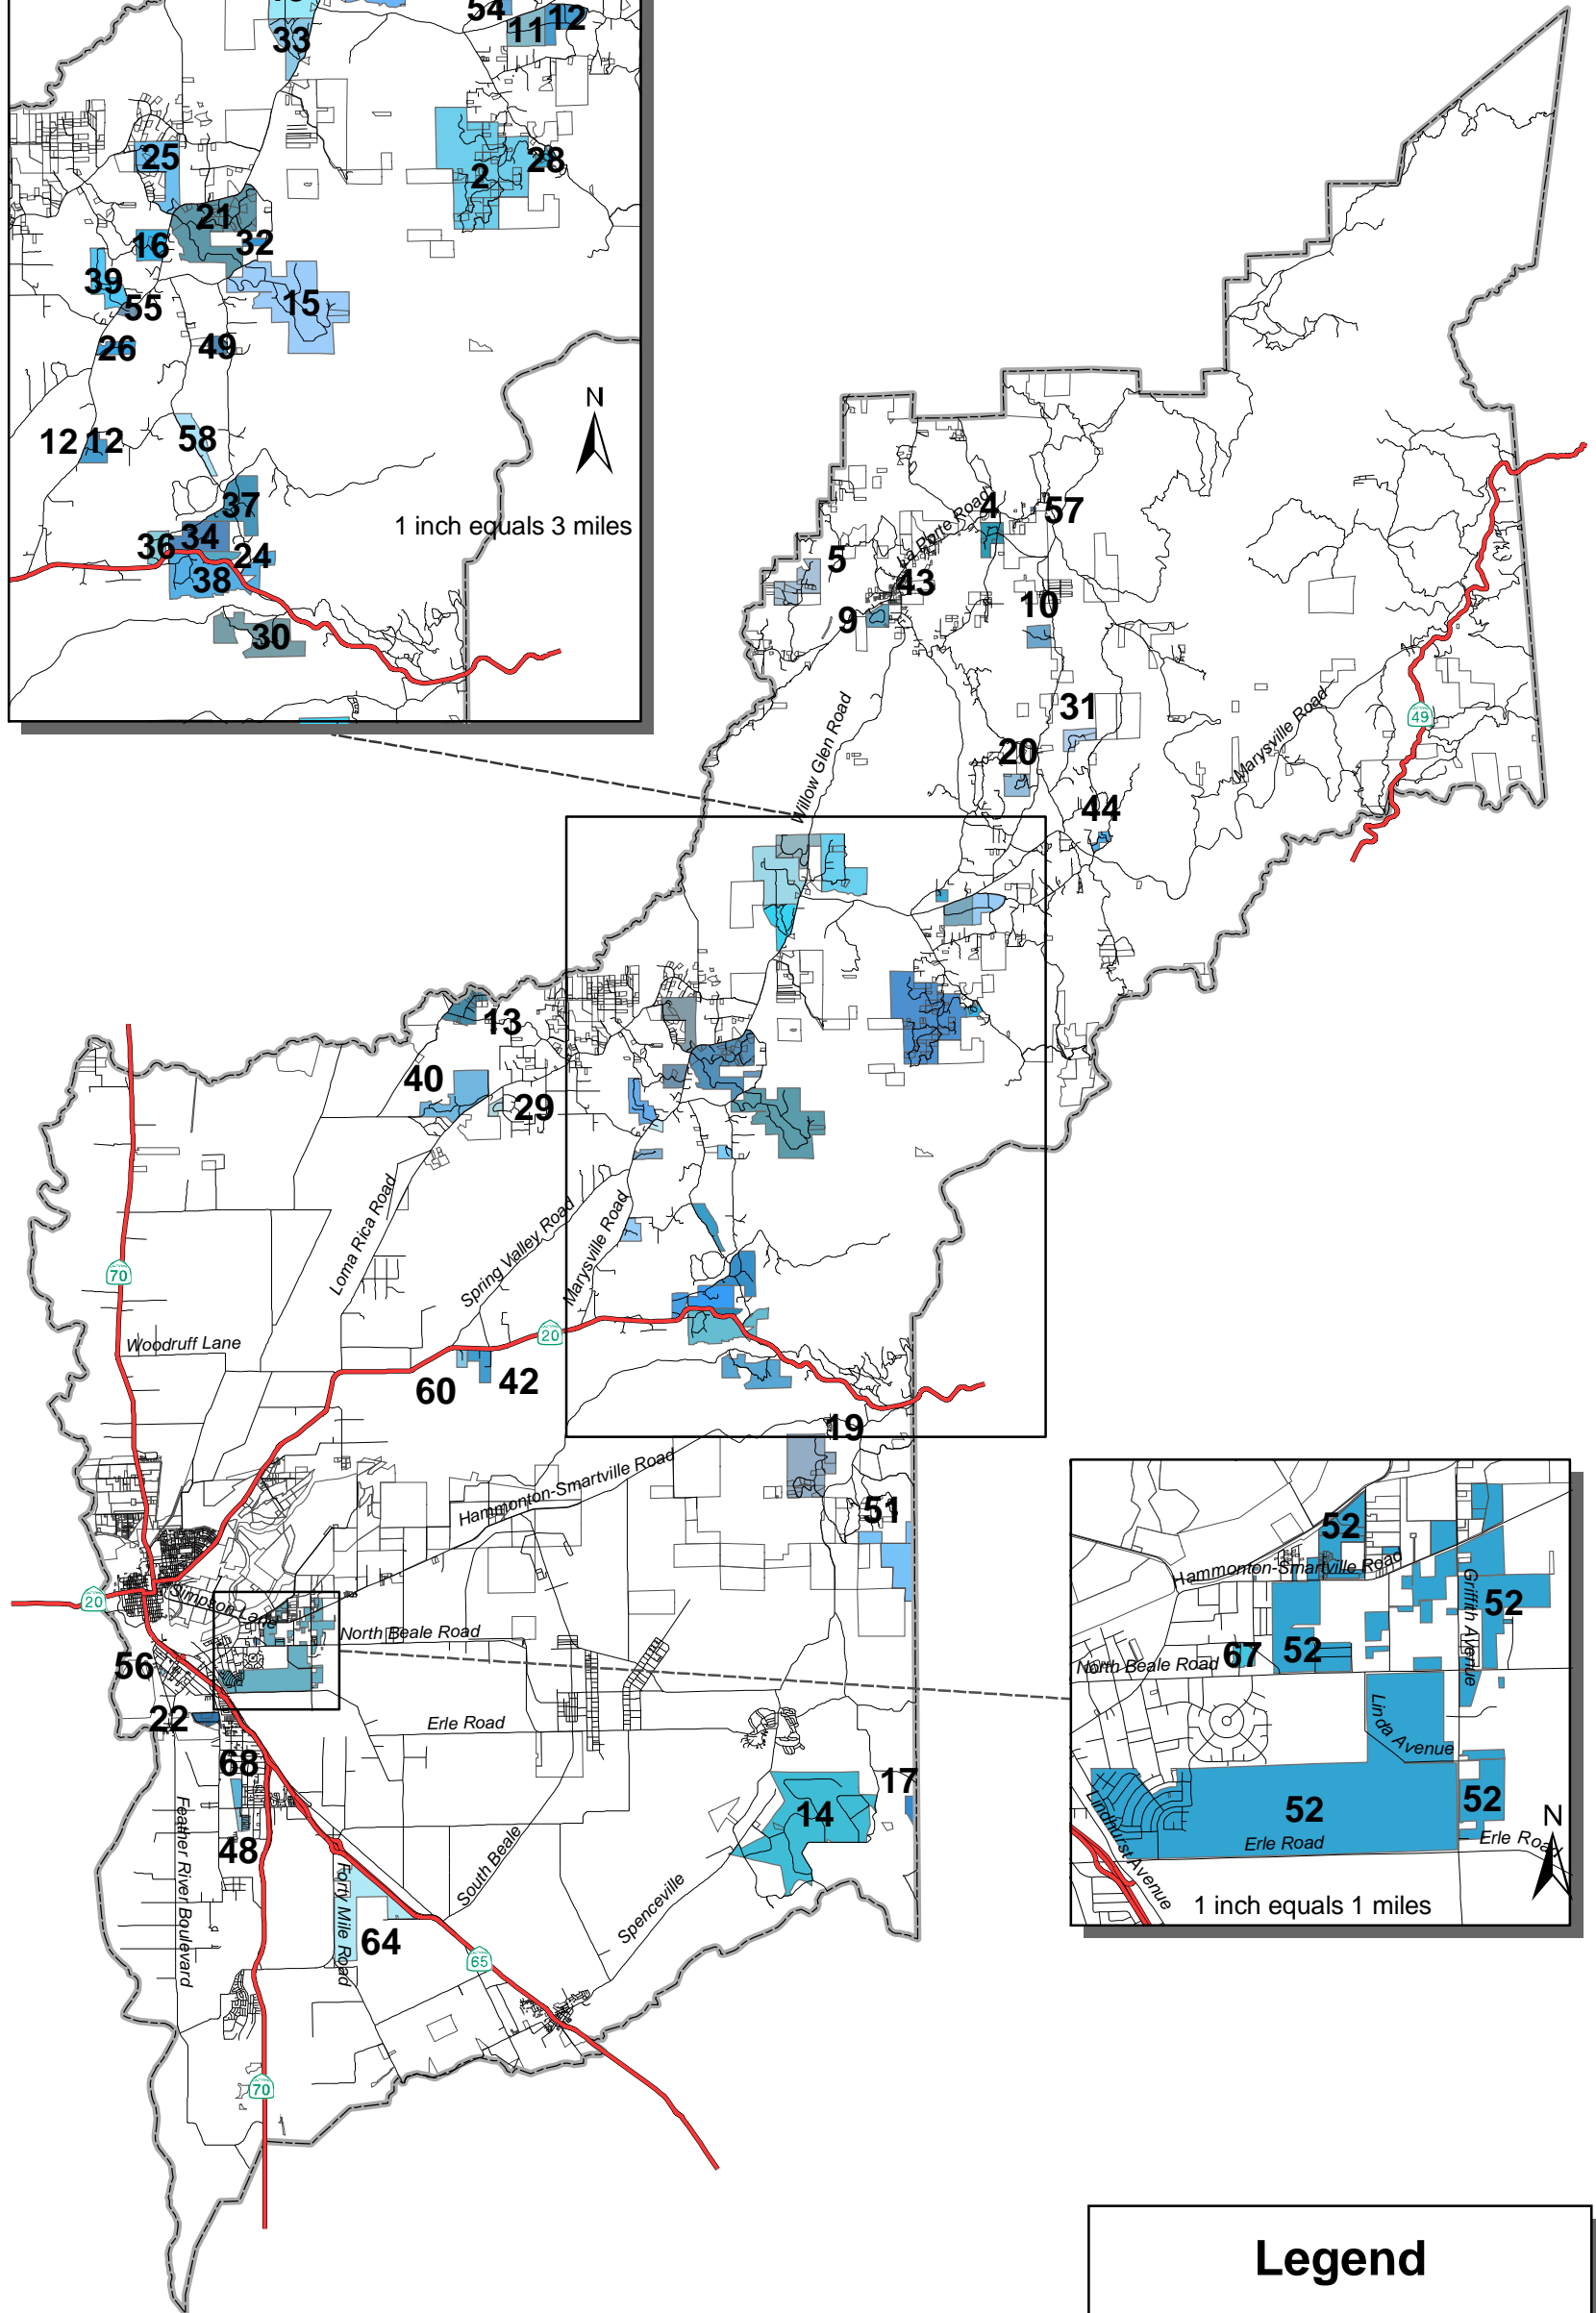 54
11
12
33
25
2
28
21
16
32
39
55
15
26
49
N
12
12
58
37
1 inch equals 3 miles
34
36
24
38
30
4
57
La Porte Road
5
43
10
9
31
Willow Glen Road
Marysville Road
49
20
44
13
40
29
Loma Rica Road
Spring Valley Road
Marysville Road
70
20
Woodruff Lane
60
42
19
Hammonton-Smartville Road
51
20
Simpson Lane
North Beale Road
56
22
Erle Road
68
17
14
48
Feather River Boulevard
Forty Mile Road
South Beale
Spenceville
64
65
70
52
Hammonton-Smartville Road
Griffith Avenue
52
67
52
North Beale Road
Linda Avenue
52
52
Lindhurst Avenue
Erle Road
Erle Road
N
1 inch equals 1 miles
Legend